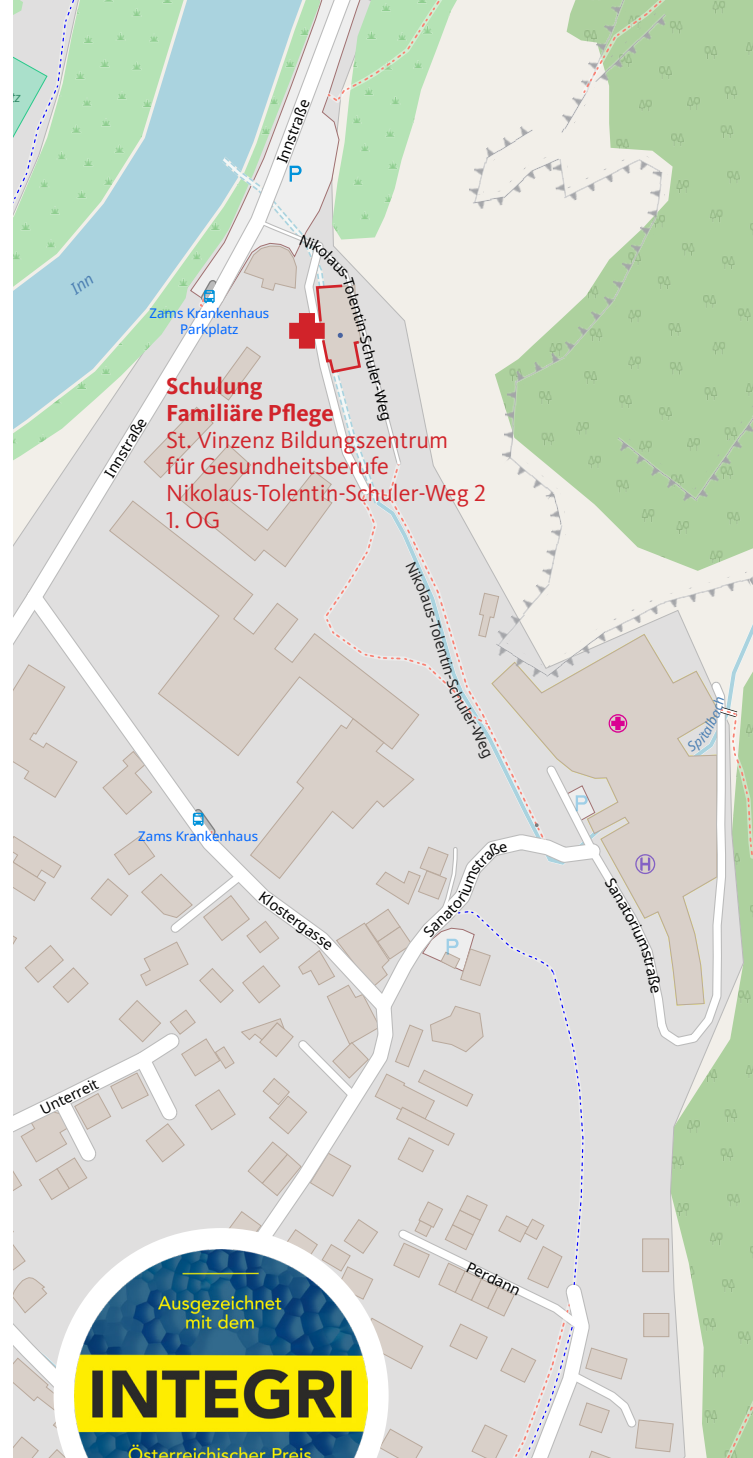 z
Innstraße
P
Nikolaus-Tolentin-Schuler-Weg
Inn
Zams Krankenhaus
Parkplatz
Schulung
Familiäre Pflege
St. Vinzenz Bildungszentrum
für Gesundheitsberufe
Nikolaus-Tolentin-Schuler-Weg 2
1. OG
Innstraße
Nikolaus-Tolentin-Schuler-Weg
Spitalbach
P
Zams Krankenhaus
Sanatoriumstraße
H
Klostergasse
P
Sanatoriumstraße
Unterreit
Perdann
Ausgezeichnet
mit dem
INTEGRI
Österreichischer Preis